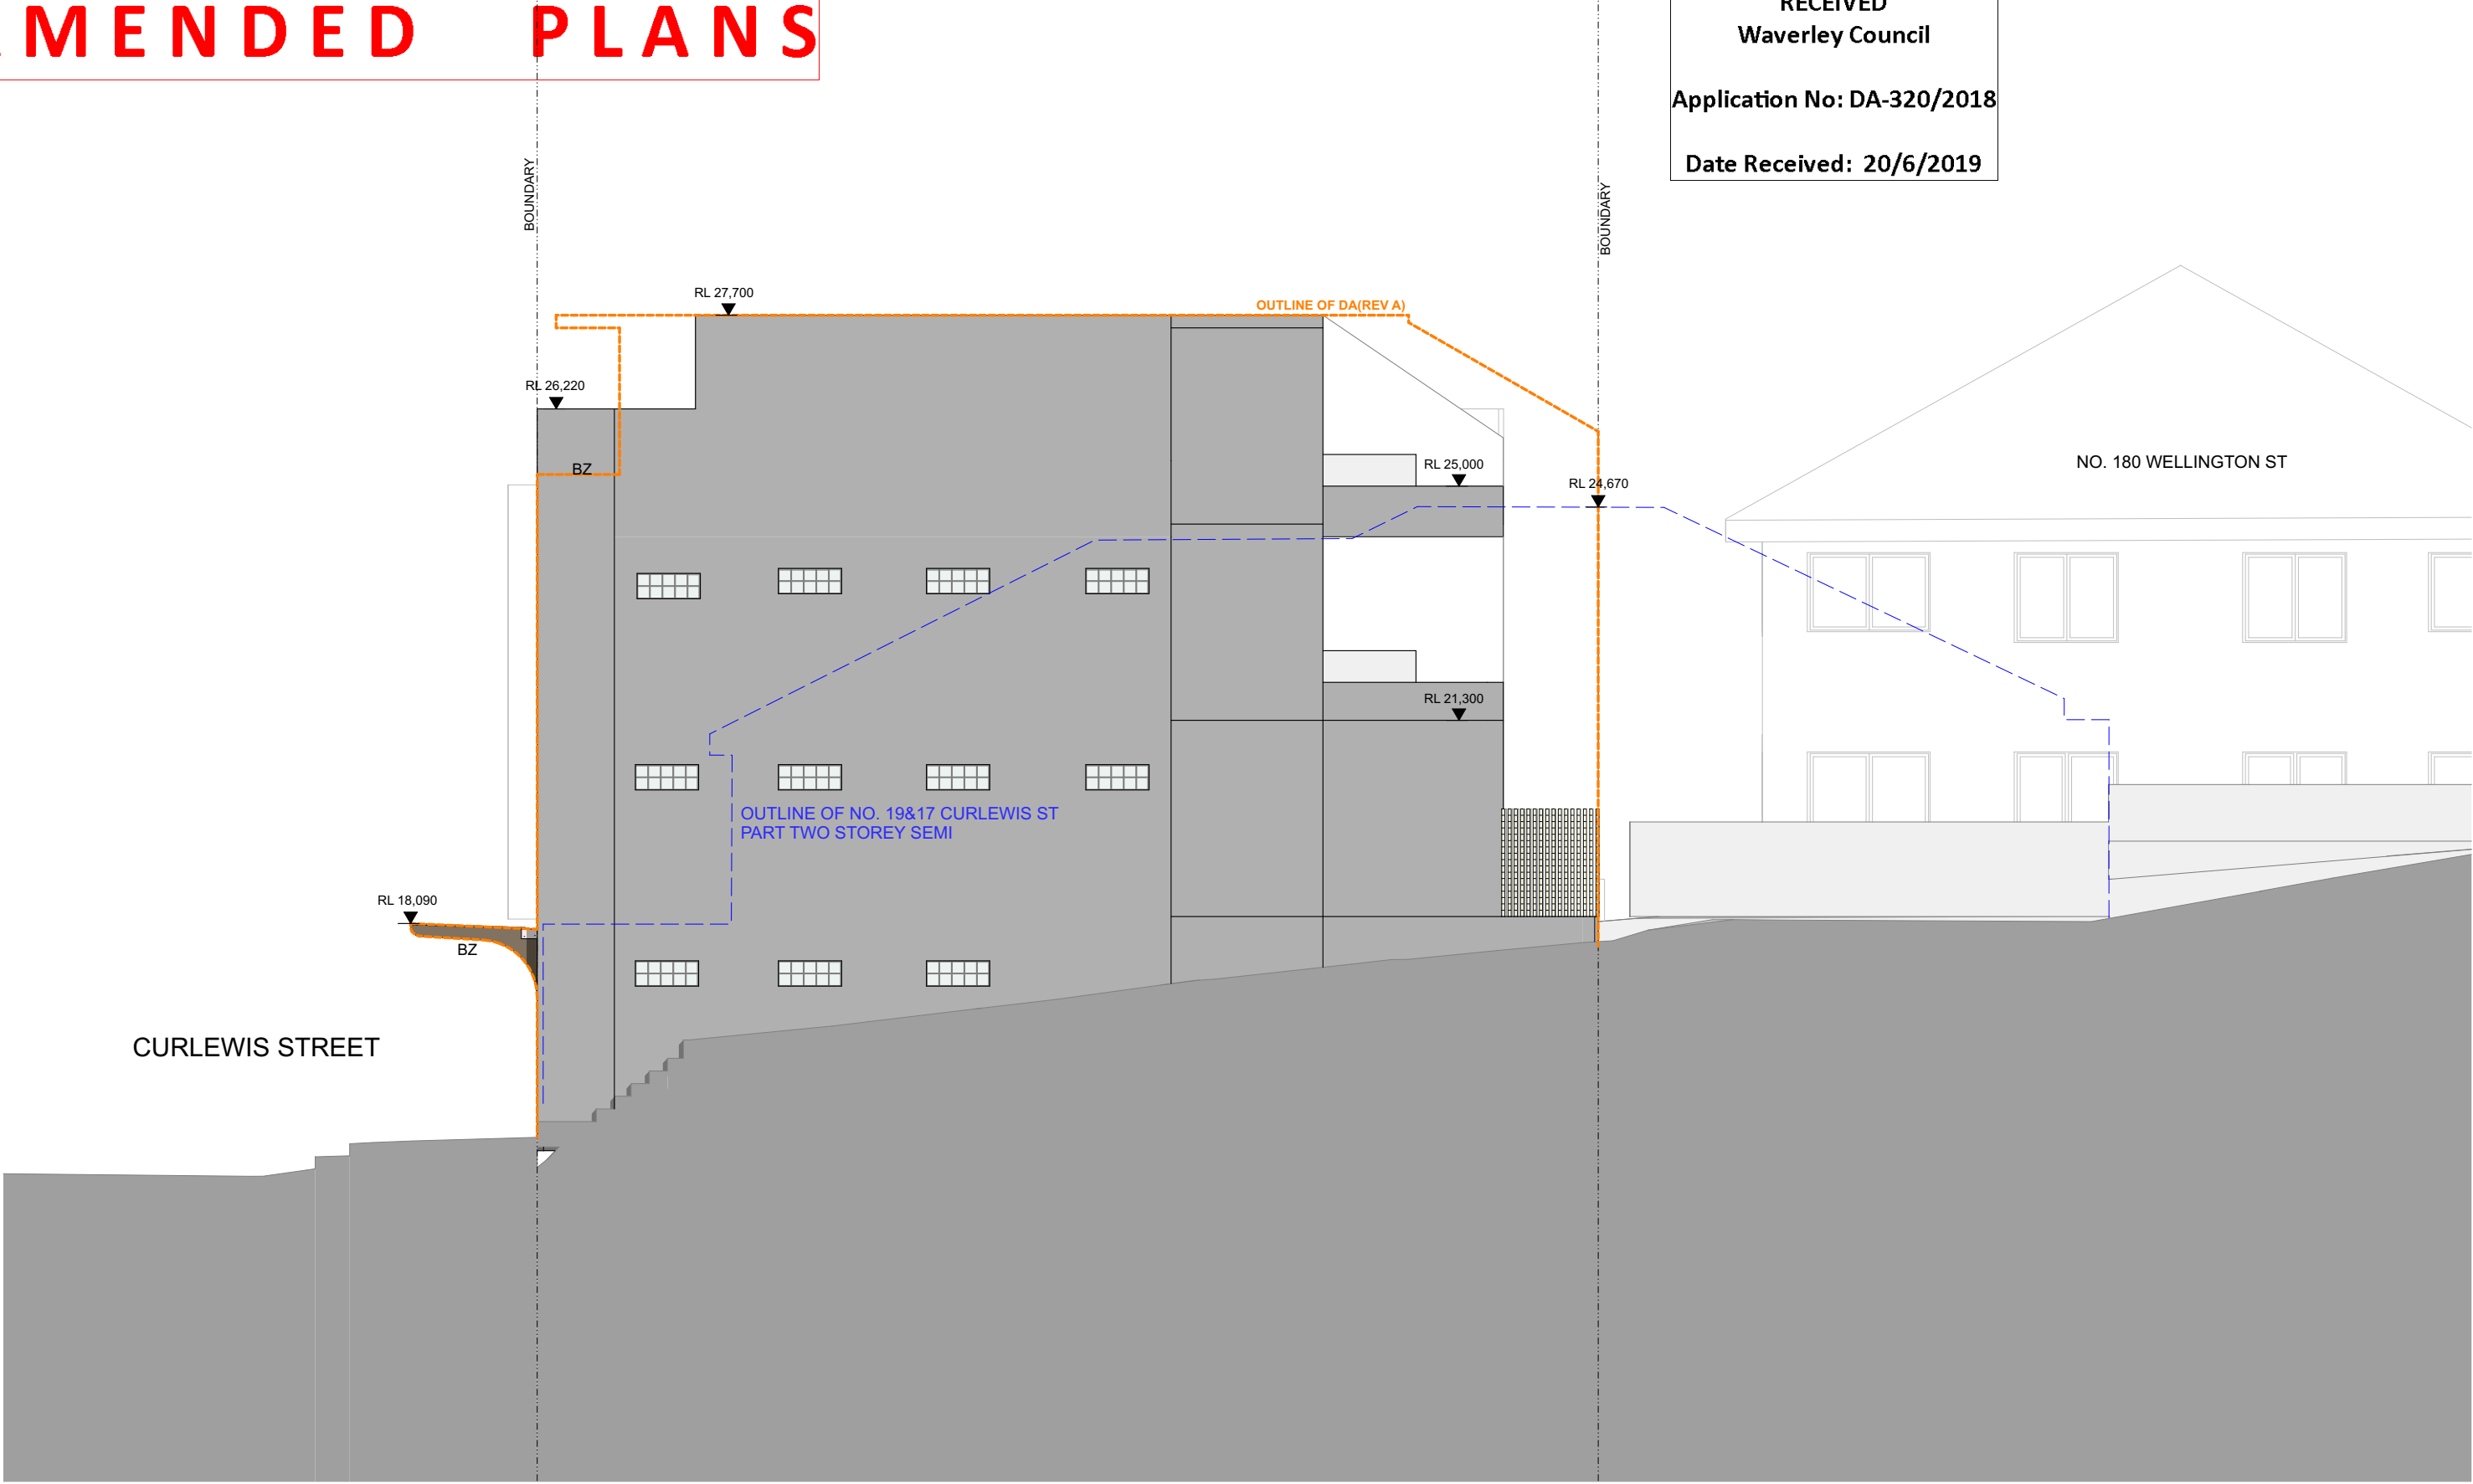 MENDED PLANS
RECEIVED
Waverley Council
Application No: DA-320/2018
Date Received: 20/6/2019
BOUNDARY
BOUNDARY
RL 27,700
OUTLINE OF DA(REV A)
RL 26,220
BZ
RL 25,000
NO. 180 WELLINGTON ST
RL 24,670
RL 21,300
OUTLINE OF NO. 19&17 CURLEWIS ST
PART TWO STOREY SEMI
RL 18,090
BZ
CURLEWIS STREET